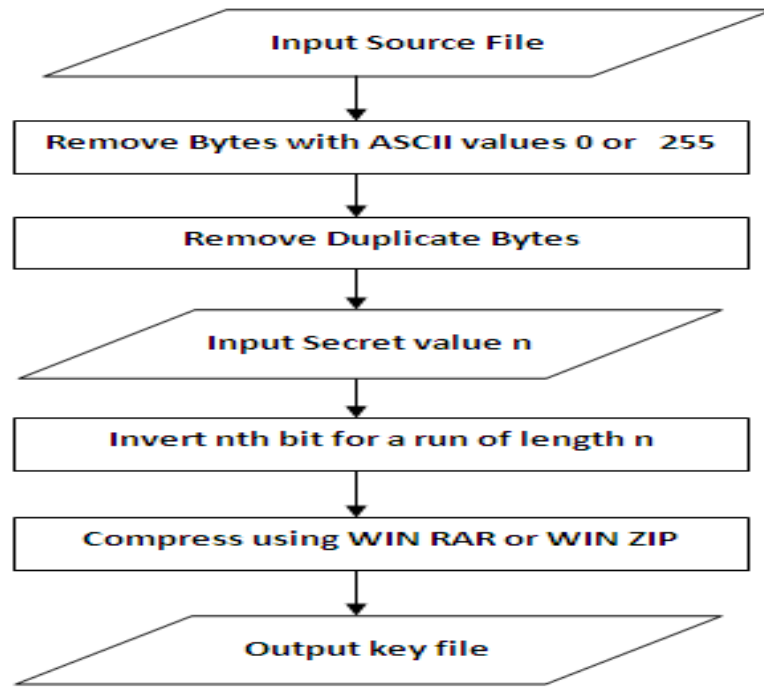 Input Source File
Remove Bytes with ASCII values 0 or 255
Remove Duplicate Bytes
Input Secret value n
Invert nth bit for a run of length n
Compress using WIN RAR or WIN ZIP
Output key file